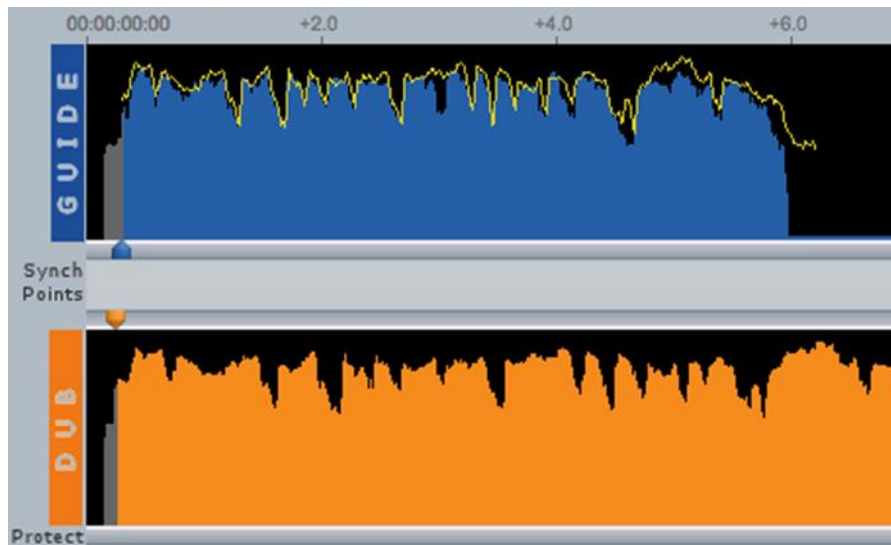 00:00:00:00 +2.0 +4.0 +6.0
GUIDE
Synch
Points
DUB
Protect